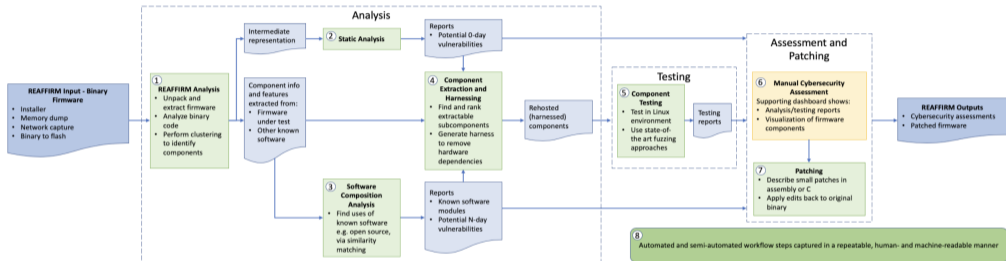 Analysis
REAFFIRM Input - Binary
Firmware
• Installer
• Memory dump
• Network capture
• Binary to flash
1
REAFFIRM Analysis
• Unpack and
extract firmware
• Analyze binary
code
• Perform clustering
to identify
components
Intermediate
representation
2
Static Analysis
Reports
• Potential 0-day
vulnerabilities
Component info
and features
extracted from:
• Firmware
under test
• Other known
software
3
Software
Composition
Analysis
• Find uses of
known software
e.g. open source,
via similarity
matching
4
Component
Extraction and
Harnessing
• Find and rank
extractable
subcomponents
• Generate harness
to remove
hardware
dependencies
Reports
• Known software
modules
• Potential N-day
vulnerabilities
Rehosted
(harnessed)
components
Testing
5
Component
Testing
• Test in Linux
environment
• Use state-of-
the art fuzzing
approaches
Testing
reports
Assessment and
Patching
6
Manual Cybersecurity
Assessment
Supporting dashboard shows:
• Analysis/testing reports
• Visualization of firmware
components
7
Patching
• Describe small patches in
assembly or C
• Apply edits back to original
binary
REAFFIRM Outputs
• Cybersecurity assessments
• Patched firmware
8
Automated and semi-automated workflow steps captured in a repeatable, human- and machine-readable manner